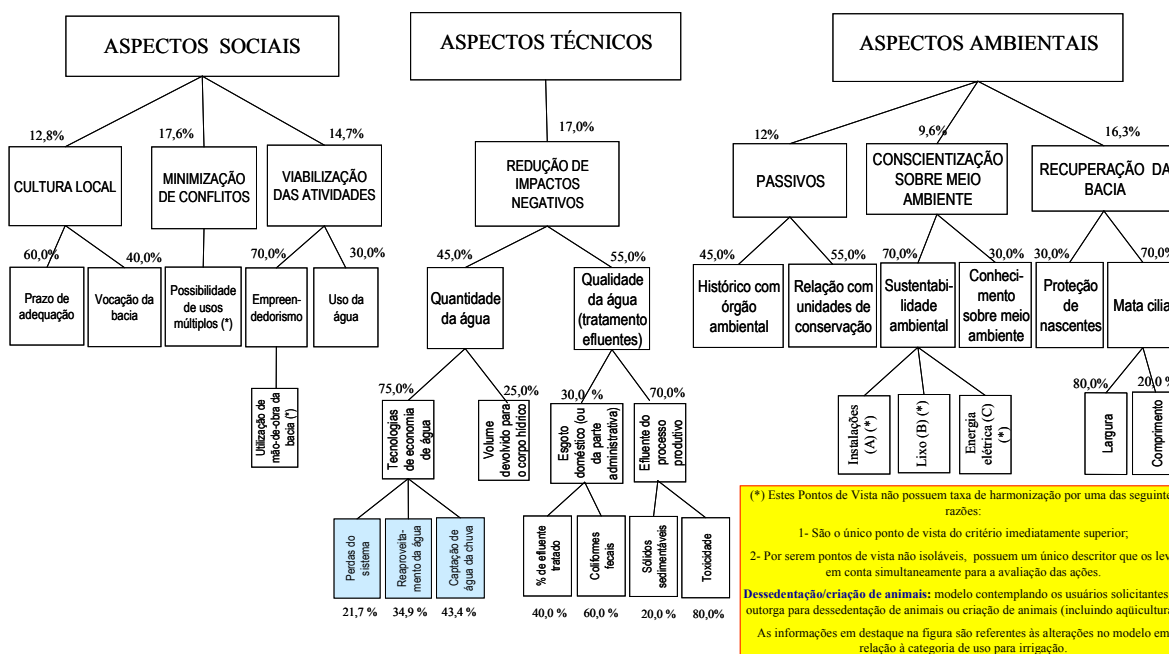 ASPECTOS SOCIAIS
ASPECTOS TÉCNICOS
ASPECTOS AMBIENTAIS
12,8%
17,6%
14,7%
17,0%
12%
9,6%
16,3%
CULTURA LOCAL
MINIMIZAÇÃO
DE CONFLITOS
VIABILIZAÇÃO
DAS ATIVIDADES
REDUÇÃO DE
IMPACTOS
NEGATIVOS
PASSIVOS
CONSCIENTIZAÇÃO
SOBRE MEIO
AMBIENTE
RECUPERAÇÃO DA
BACIA
60,0%
40,0%
70,0%
30,0%
45,0%
55,0%
45,0%
55,0%
70,0%
30,0%
30,0%
70,0%
Prazo de
adequação
Vocação da
bacia
Possibilidade
de usos
múltiplos (*)
Empreen-
dedorismo
Uso da
água
Quantidade
da água
Qualidade
da água
(tratamento
efluentes)
Histórico com
órgão
ambiental
Relação com
unidades de
conservação
Sustentabi-
lidade
ambiental
Conheci-
mento
sobre meio
ambiente
Proteção
de
nascentes
Mata cilia
Utilização de
mão-de-obra da
bacia (*)
75,0%
25,0%
30,0 %
70,0%
80,0%
20,0 %
Tecnologias
de economia
de água
Volume
devolvido para
o corpo hídrico
Esgoto
doméstico (ou
da parte
administrativa)
Efluente do
processo
produtivo
Instalações
(A) (*)
Lixo (B) (*)
Energia
elétrica (C)
(*)
Largura
Comprimento
Perdas do
sistema
Reaproveita-
mento da água
Captação de
água da chuva
% de efluente
tratado
Coliformes
fecais
Sólidos
sedimentáveis
Toxicidade
21,7 %
34,9 %
43,4 %
40,0%
60,0%
20,0%
80,0%
(*) Estes Pontos de Vista não possuem taxa de harmonização por uma das seguinte
razões:
1- São o único ponto de vista do critério imediatamente superior;
2- Por serem pontos de vista não isoláveis, possuem um único descritor que os lev
em conta simultaneamente para a avaliação das ações.
Dessedentação/criação de animais: modelo contemplando os usuários solicitantes
outorga para dessedentação de animais ou criação de animais (incluindo aqüicultura
As informações em destaque na figura são referentes às alterações no modelo em
relação à categoria de uso para irrigação.